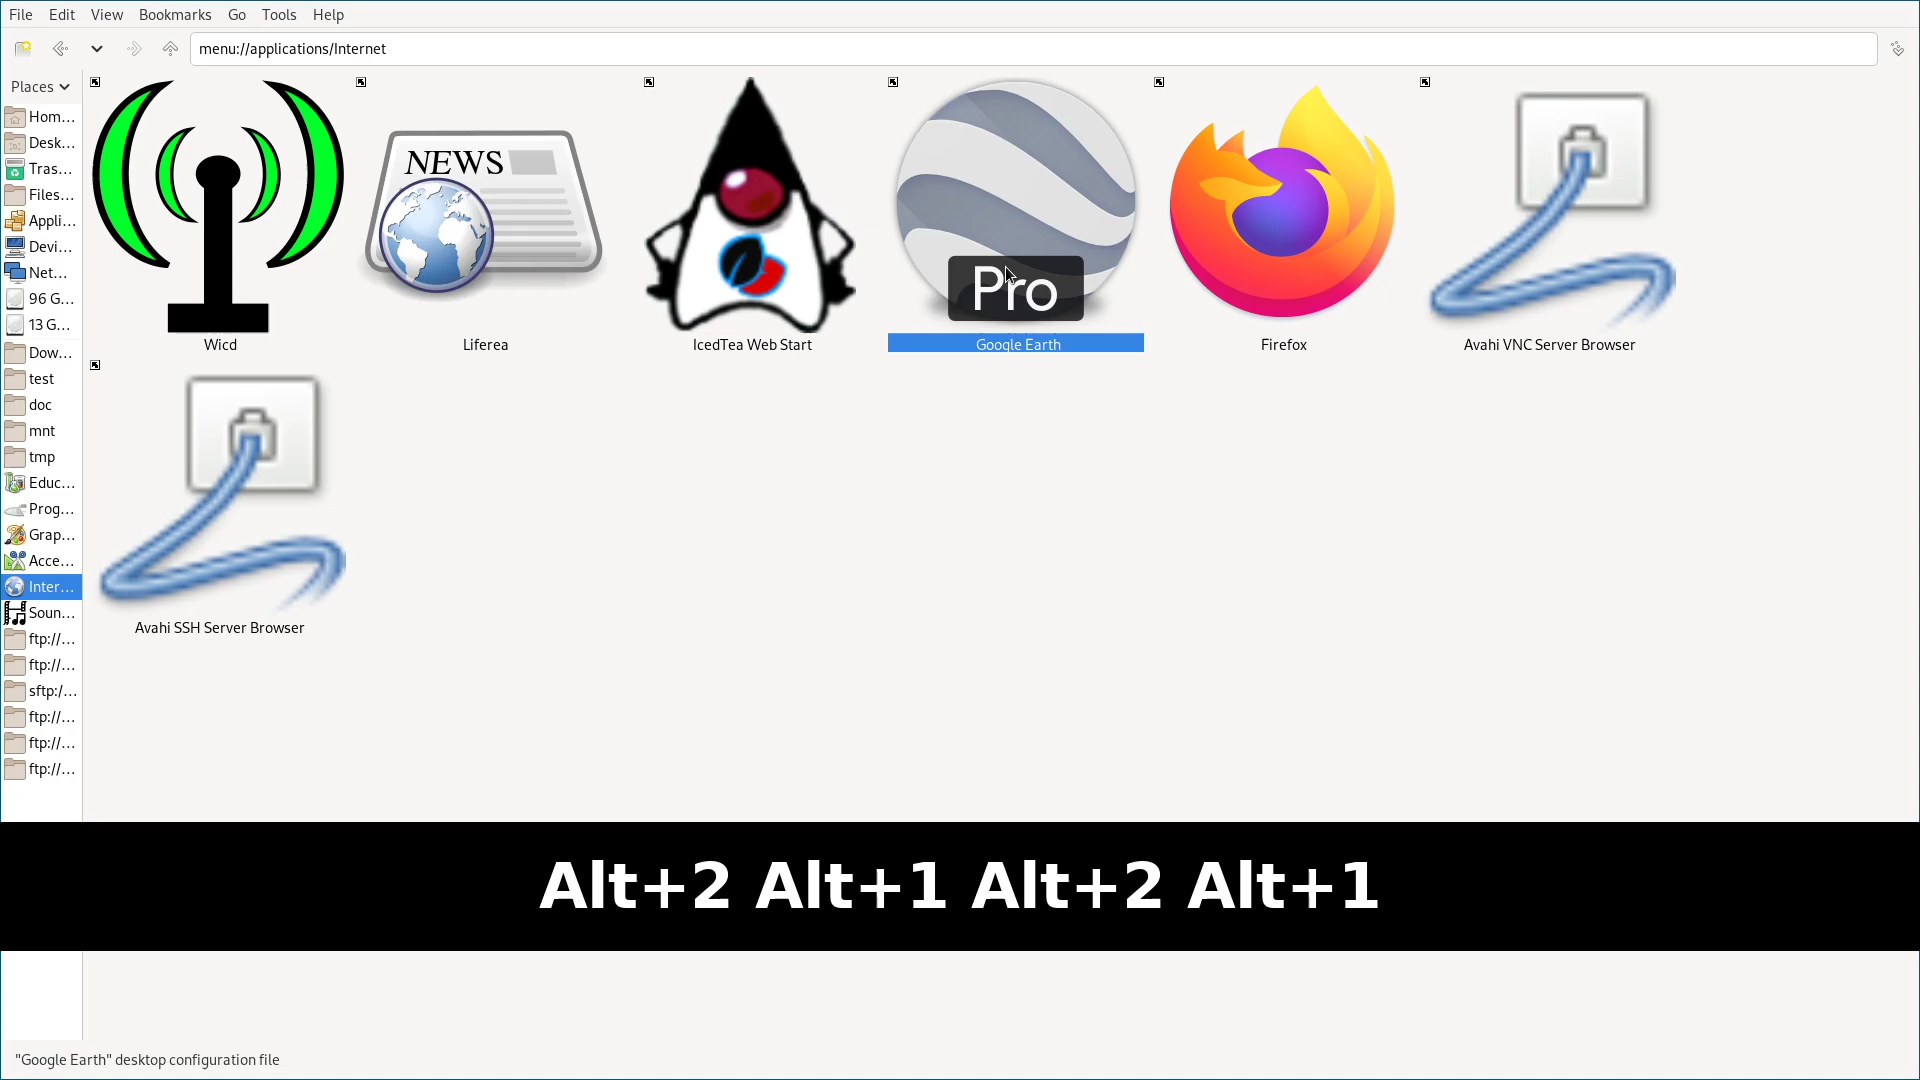 File Edit View Bookmarks Go Tools Help
menu://applications/Internet
Places
Hom...
Desk...
Tras...
Files...
Appli...
Devi...
Net...
96 G...
13 G...
Dow...
test
doc
mnt
tmp
Educ...
Prog...
Grap...
Acce...
Inter...
Soun...
ftp://...
ftp://...
sftp:/...
ftp://...
ftp://...
ftp://...
NEWS
Pro
Wicd Liferea IcedTea Web Start Google Earth Firefox Avahi VNC Server Browser
Avahi SSH Server Browser
Alt+2 Alt+1 Alt+2 Alt+1
"Google Earth" desktop configuration file